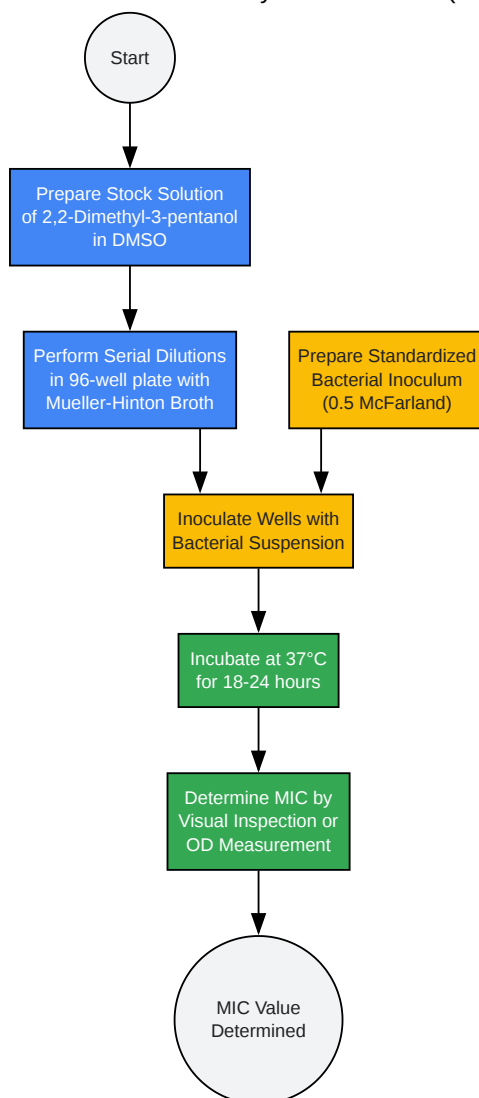 Start
Prepare Stock Solution
of 2,2-Dimethyl-3-pentanol
in DMSO
Perform Serial Dilutions
in 96-well plate with
Mueller-Hinton Broth
Prepare Standardized
Bacterial Inoculum
(0.5 McFarland)
Inoculate Wells with
Bacterial Suspension
Incubate at 37°C
for 18-24 hours
Determine MIC by
Visual Inspection or
OD Measurement
MIC Value
Determined